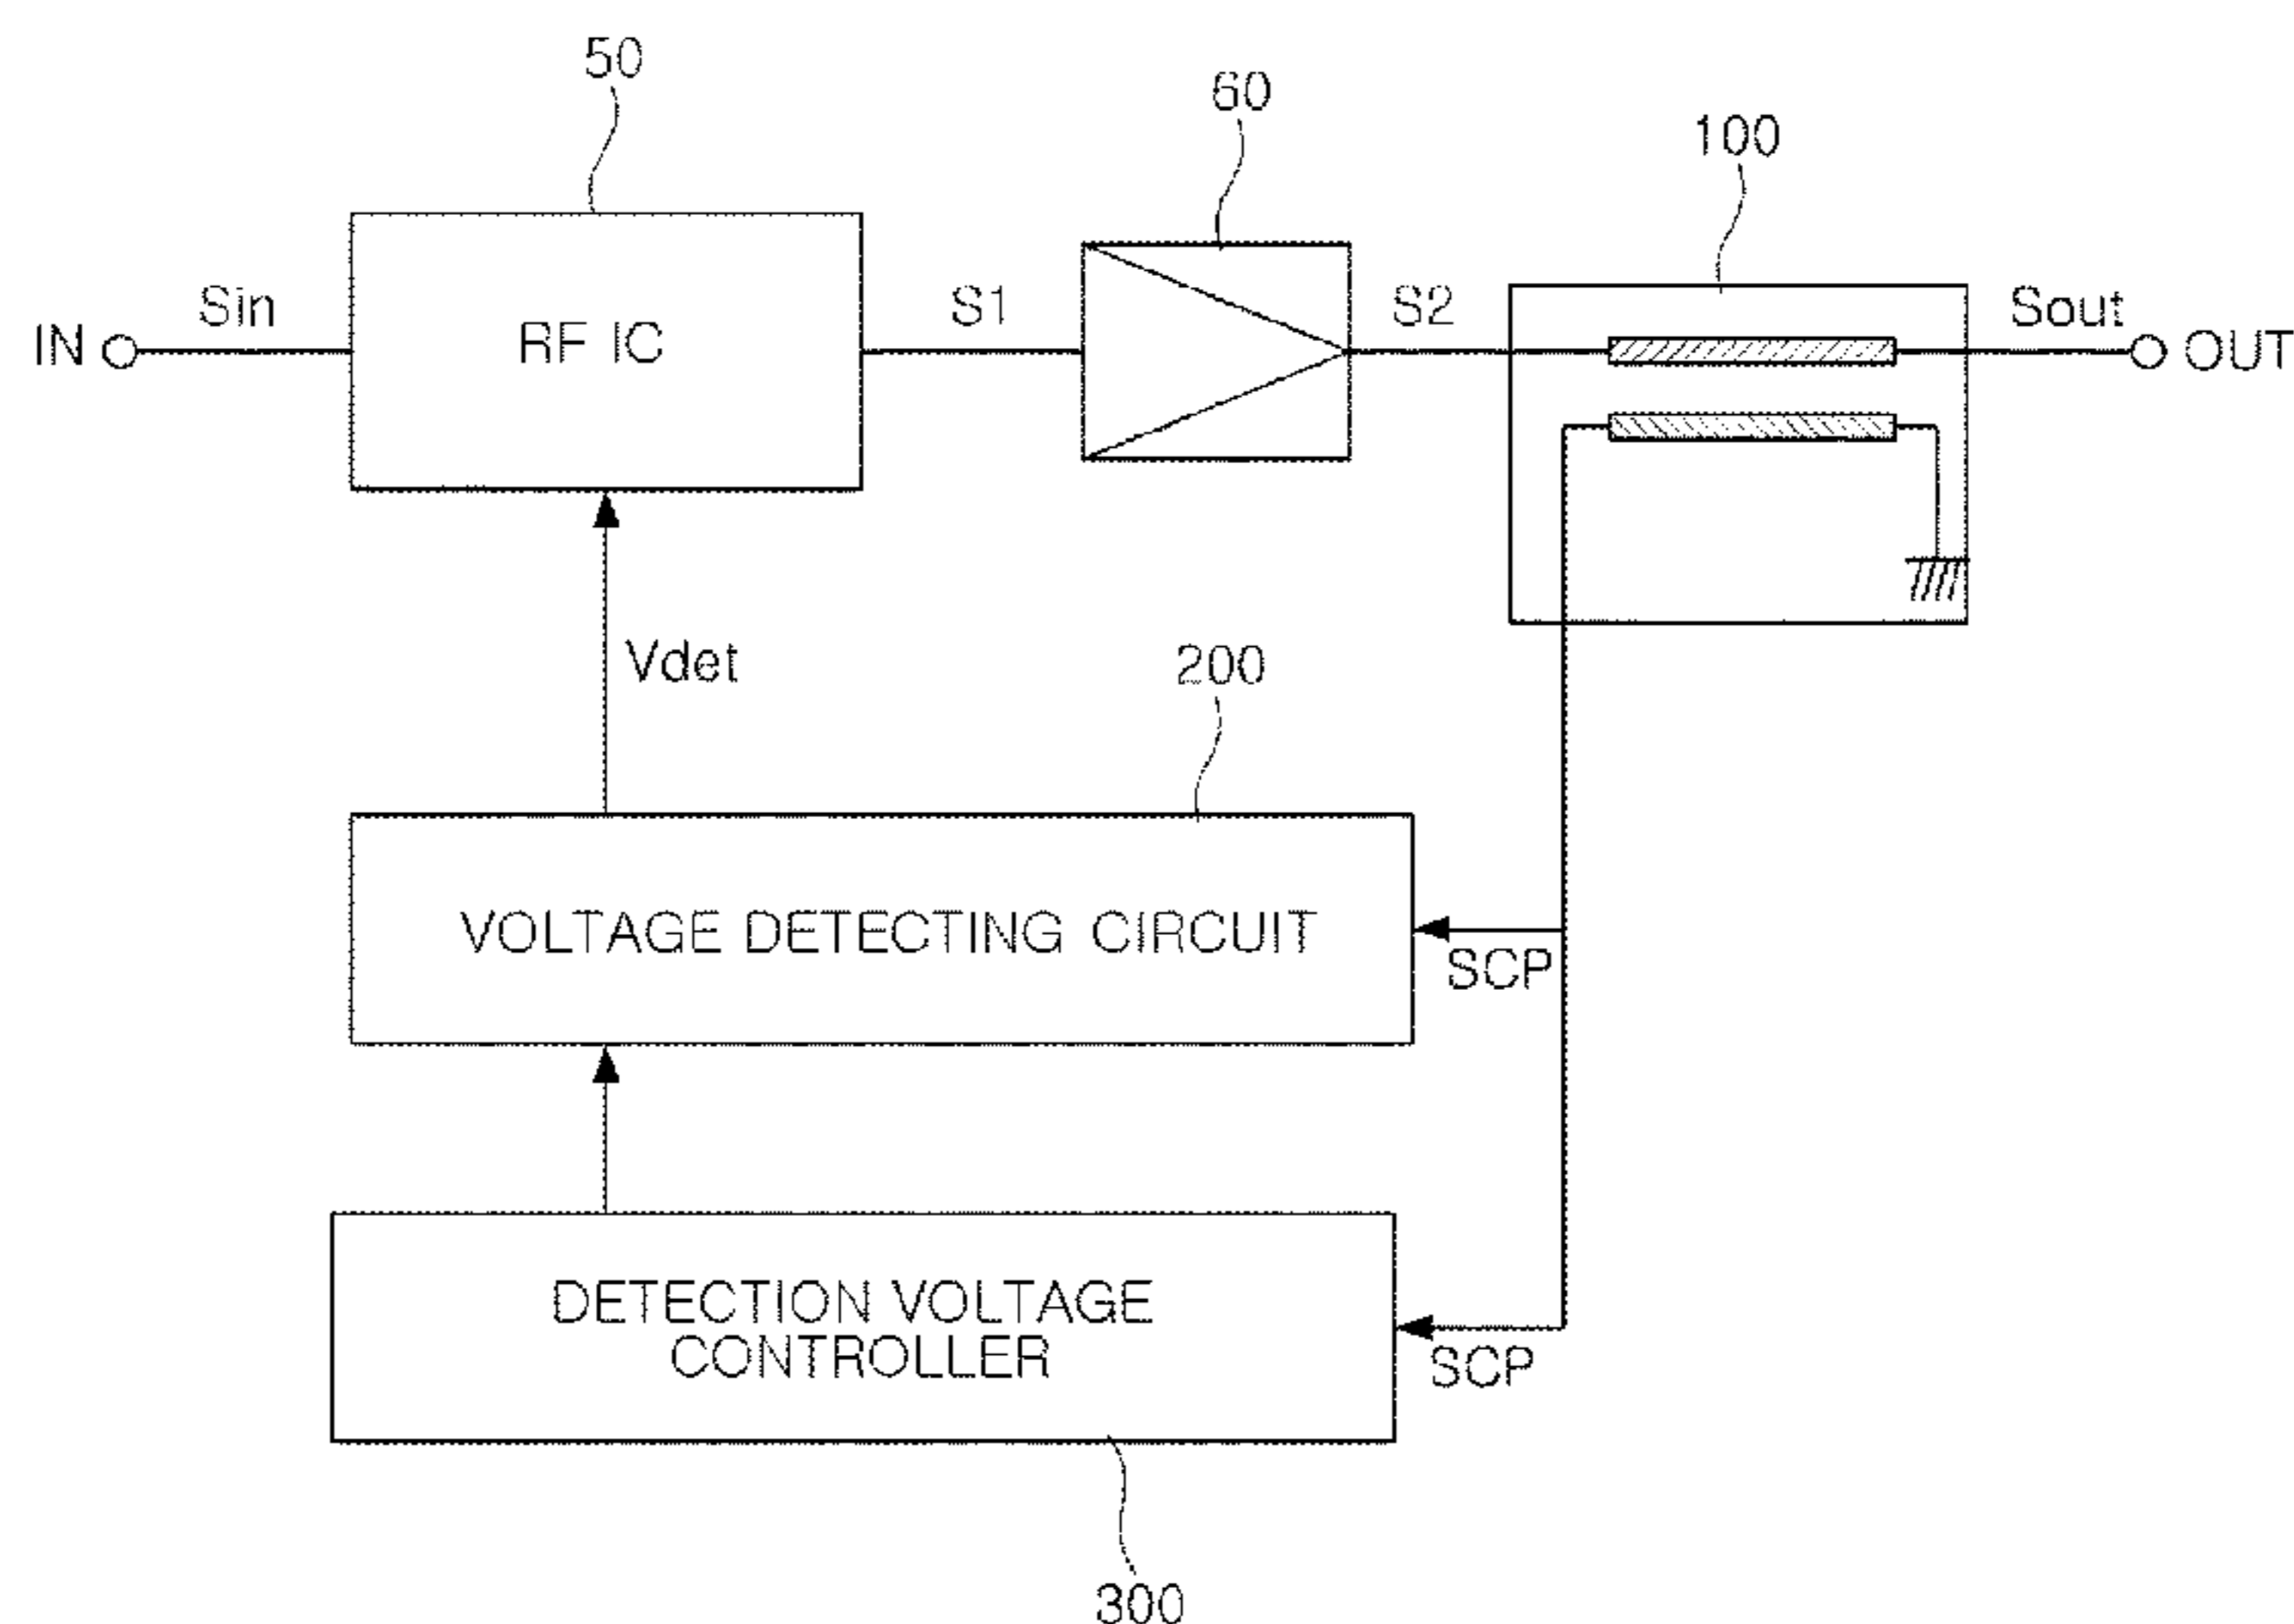 50
60
100
IN
Sin
RF IC
S1
S2
Sout
OUT
Vdet
200
VOLTAGE DETECTING CIRCUIT
SCP
DETECTION VOLTAGE
CONTROLLER
SCP
300